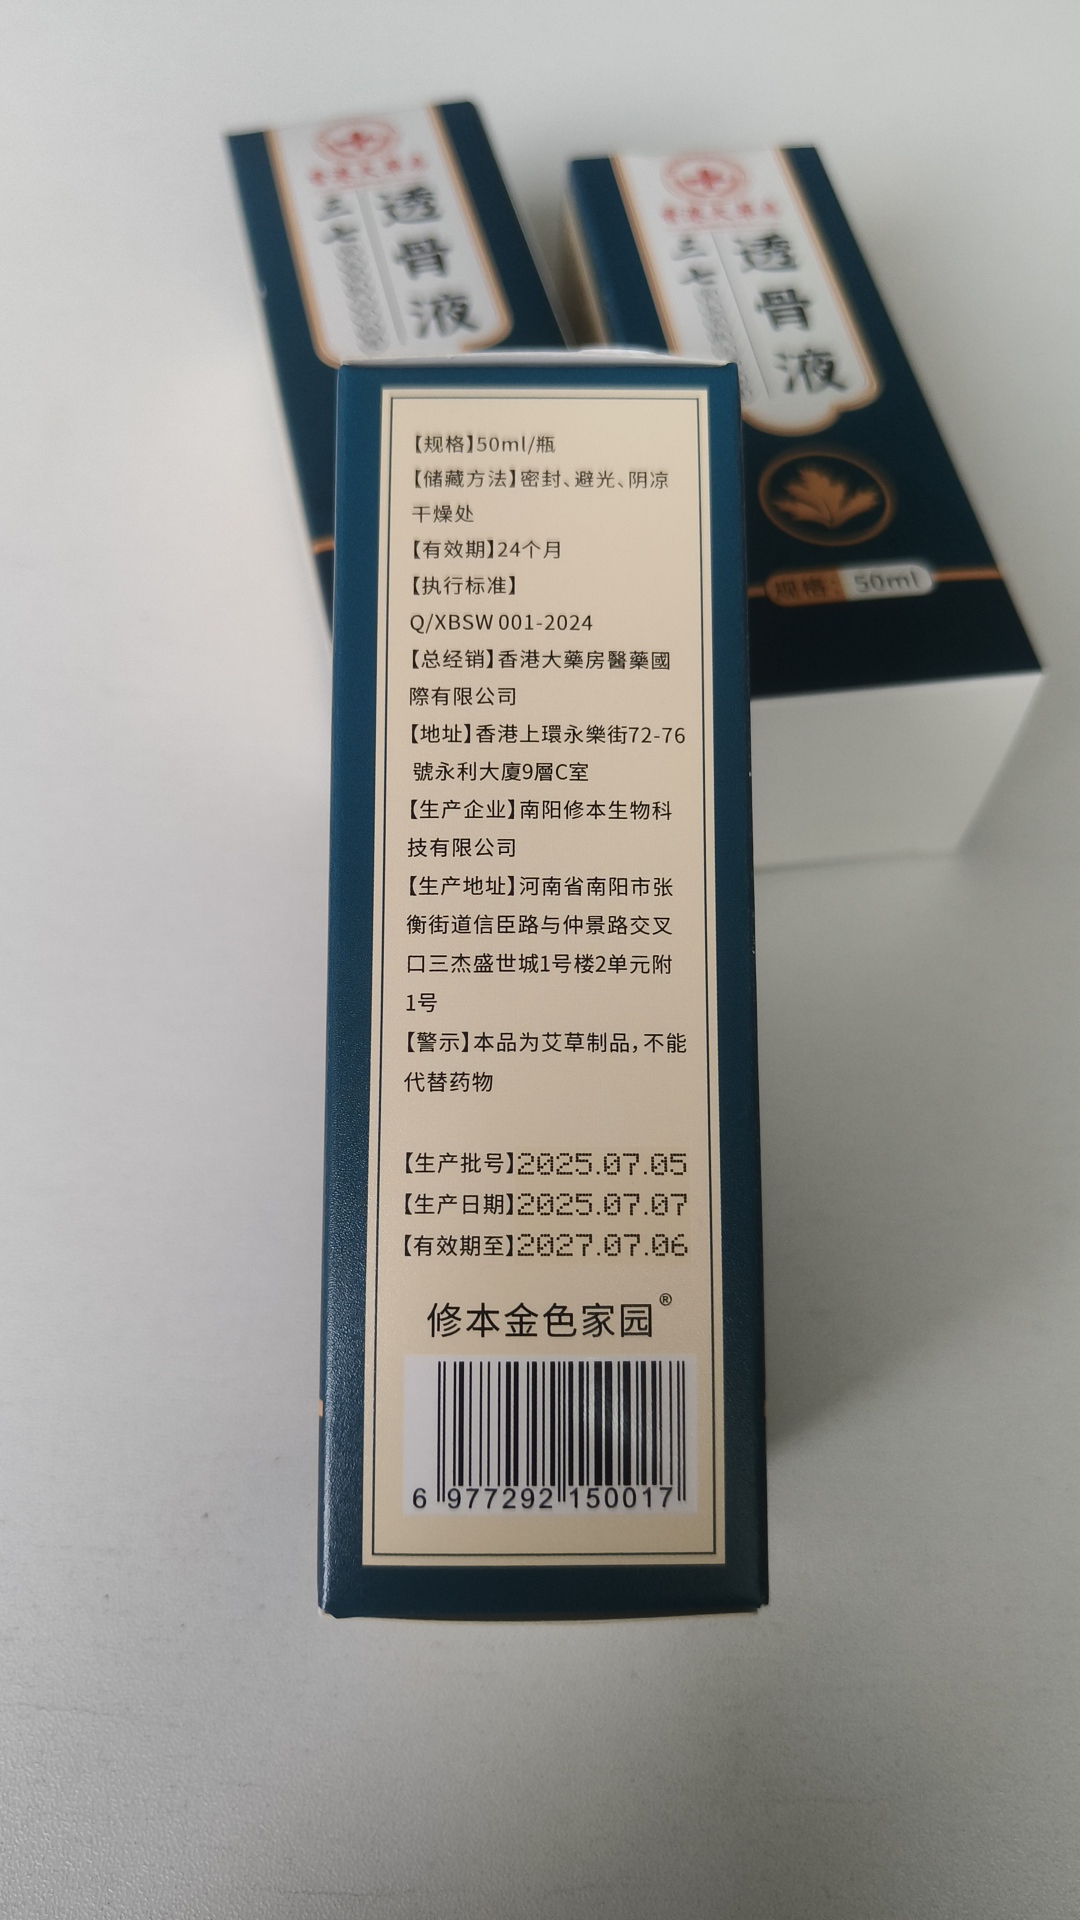 三七
透骨液
三七
透骨液
规格：50ml
【规格】50ml/瓶
【储藏方法】密封、避光、阴凉
干燥处
【有效期】24个月
【执行标准】
Q/XBSW 001-2024
【总经销】香港大藥房醫藥國
際有限公司
【地址】香港上環永樂街72-76
號永利大廈9層C室
【生产企业】南阳修本生物科
技有限公司
【生产地址】河南省南阳市张
衡街道信臣路与仲景路交叉
口三杰盛世城1号楼2单元附
1号
【警示】本品为艾草制品,不能
代替药物
【生产批号】2025.07.05
【生产日期】2025.07.07
【有效期至】2027.07.06
修本金色家园®
6 977292 150017